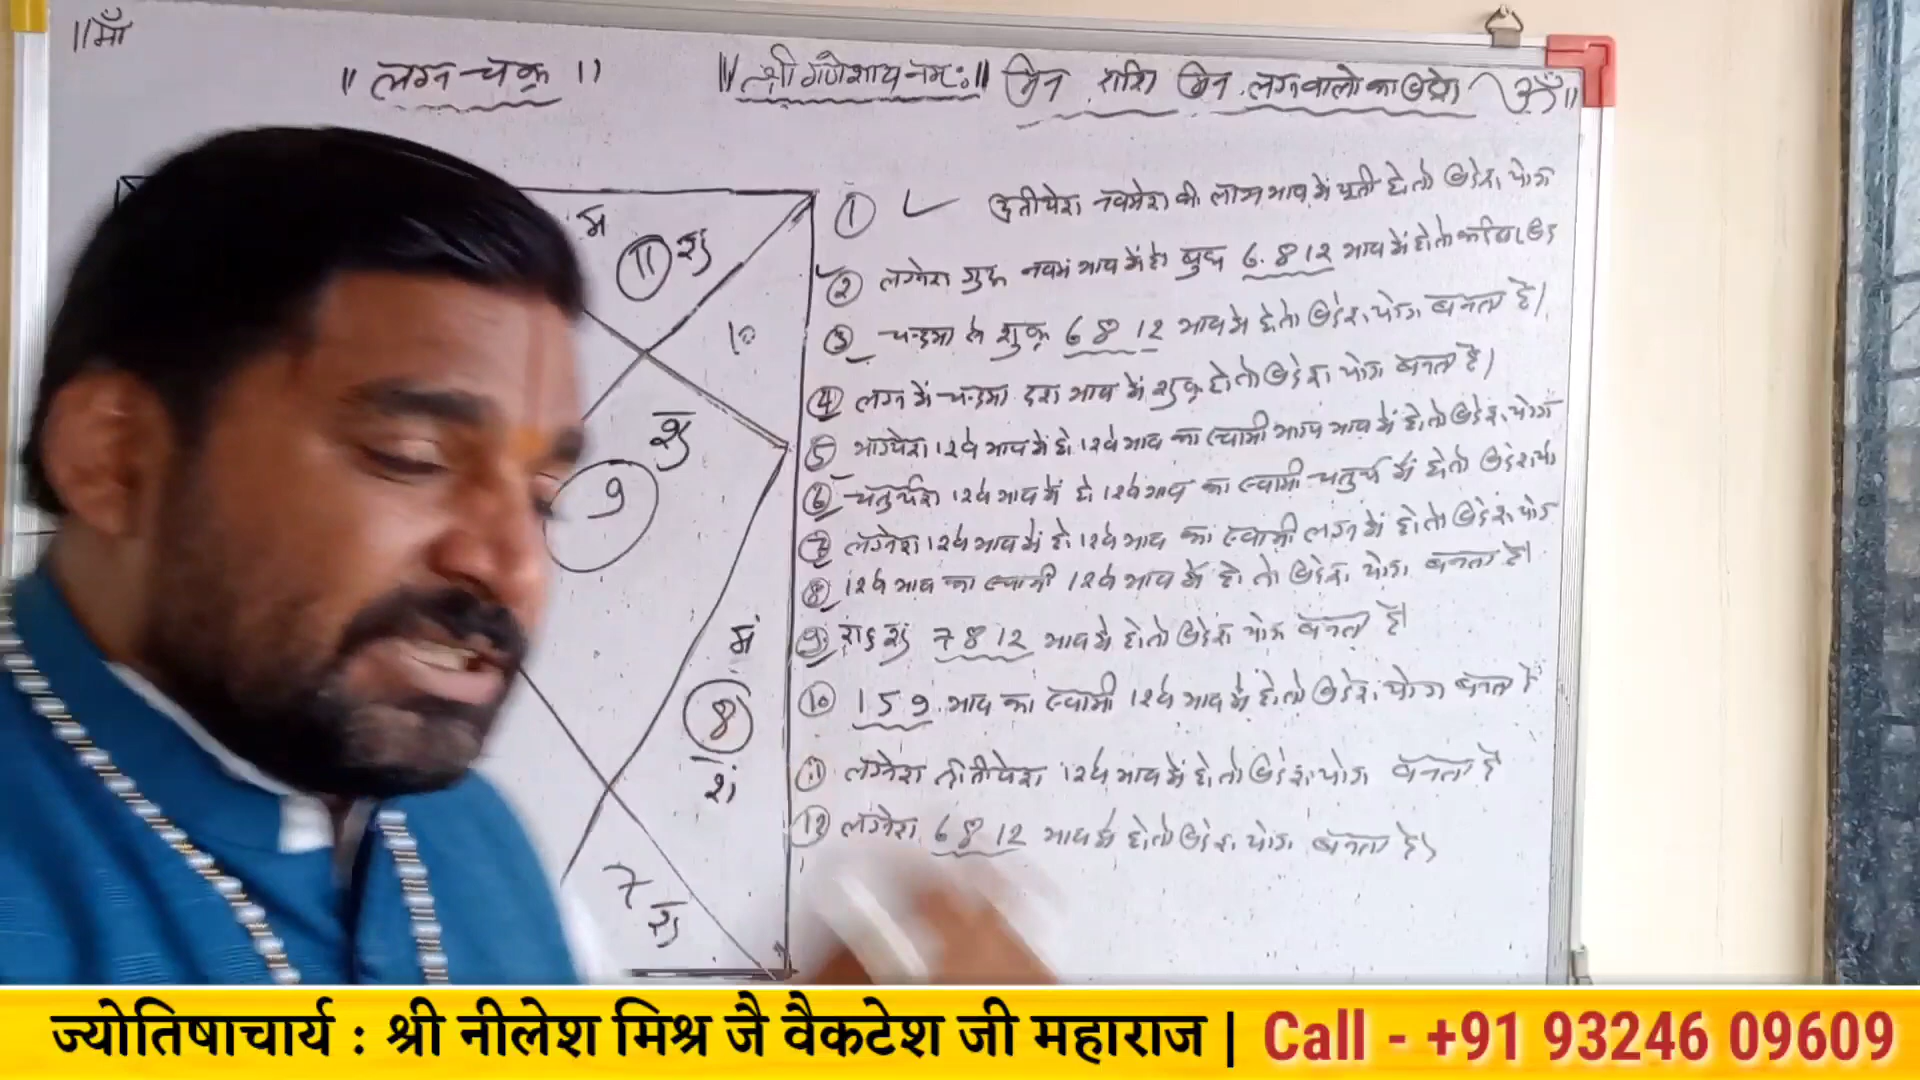 ॥माँ
॥ लग्न चक्र ॥
॥ श्री गणेशाय नमः ॥ मिन राशि मिन लग्नवालो का ॐ ॥
म
11 शु
10
शु
9
मं
8
शं
7 शु
1 नवमेश की लाभ भाव में युती हो तो योग
2 लग्नेश गुरू नवमं भाव में हो बुध 6. 8 12 भाव में हो तो
3 चन्द्रमा से शुक्र 6 8 12 भाव मे हो तो योग बनता है।
4 लग्न में चन्द्रमा दश भाव में शुक्र हो तो योग बनता है।
5 भाग्येश 12वे भाव में हो 12वे भाव का स्वामी भाग्य भाव में हो तो योग
6 चतुर्थेश 12वे भाव में हो 12वे भाव का स्वामी चतुर्थ में हो तो
7 लग्नेश 12वे भाव में हो 12वे भाव का स्वामी लग्न में हो तो योग
8 12वे भाव का स्वामी 12वे भाव में हो तो योग बनता है।
9 7 8 12 भाव मे हो तो योग बनता है।
10 1 5 9 भाव का स्वामी 12वे भाव में हो तो योग बनता है
11 लग्नेश 12वे भाव में हो तो योग बनता है
12 लग्नेश 6 8 12 भाव में हो तो योग बनता है।
ज्योतिषाचार्य : श्री नीलेश मिश्र जै वैकटेश जी महाराज | Call - +91 93246 09609